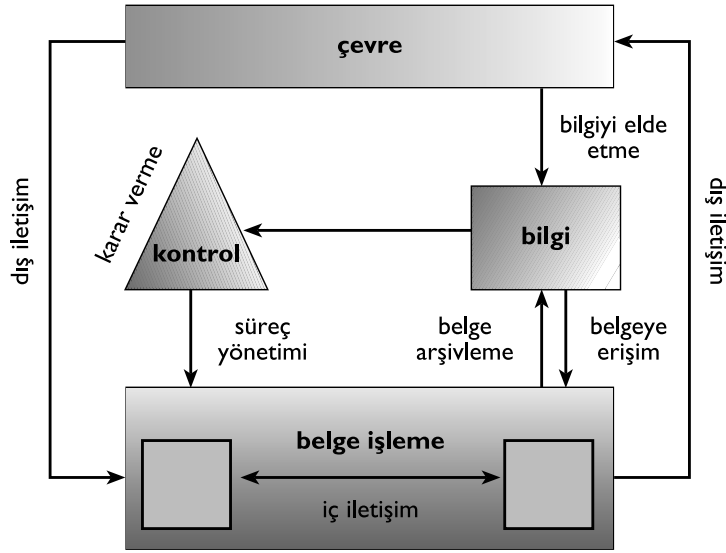 çevre
bilgiyi elde
etme
dış iletişim
dış iletişim
karar verme
kontrol
bilgi
süreç
yönetimi
belge
arşivleme
belgeye
erişim
belge işleme
iç iletişim